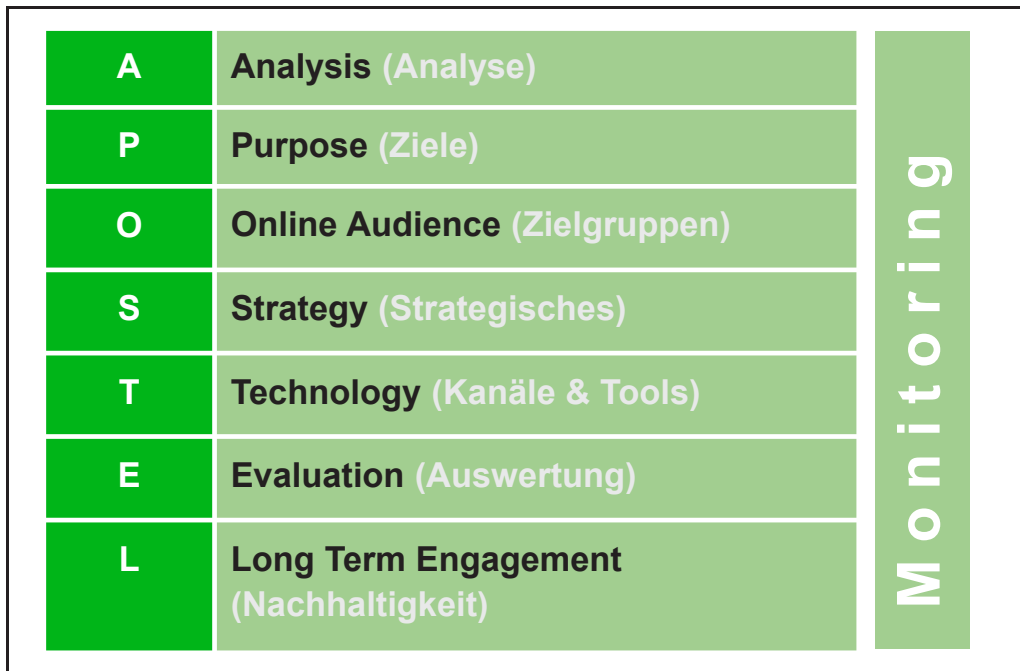 A Analysis (Analyse)
P Purpose (Ziele)
O Online Audience (Zielgruppen)
S Strategy (Strategisches)
T Technology (Kanäle & Tools)
E Evaluation (Auswertung)
L Long Term Engagement
(Nachhaltigkeit)
Monitoring